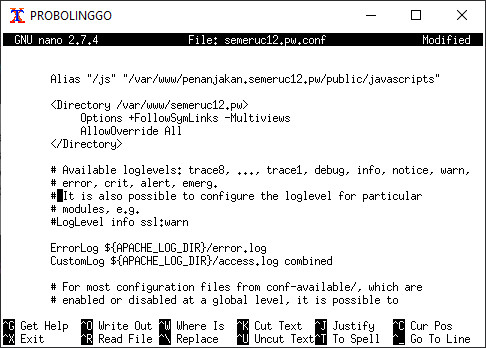 PROBOLINGGO
GNU nano 2.7.4 File: semeruc12.pw.conf Modified
Alias "/js" "/var/www/penanjakan.semeruc12.pw/public/javascripts"
<Directory /var/www/semeruc12.pw>
Options +FollowSymLinks -Multiviews
AllowOverride All
</Directory>
# Available loglevels: trace8, ..., trace1, debug, info, notice, warn,
# error, crit, alert, emerg.
# It is also possible to configure the loglevel for particular
# modules, e.g.
#LogLevel info ssl:warn
ErrorLog ${APACHE_LOG_DIR}/error.log
CustomLog ${APACHE_LOG_DIR}/access.log combined
# For most configuration files from conf-available/, which are
# enabled or disabled at a global level, it is possible to
^G Get Help ^O Write Out ^W Where Is ^K Cut Text ^J Justify ^C Cur Pos
^X Exit ^R Read File ^\ Replace ^U Uncut Text ^T To Spell ^_ Go To Line